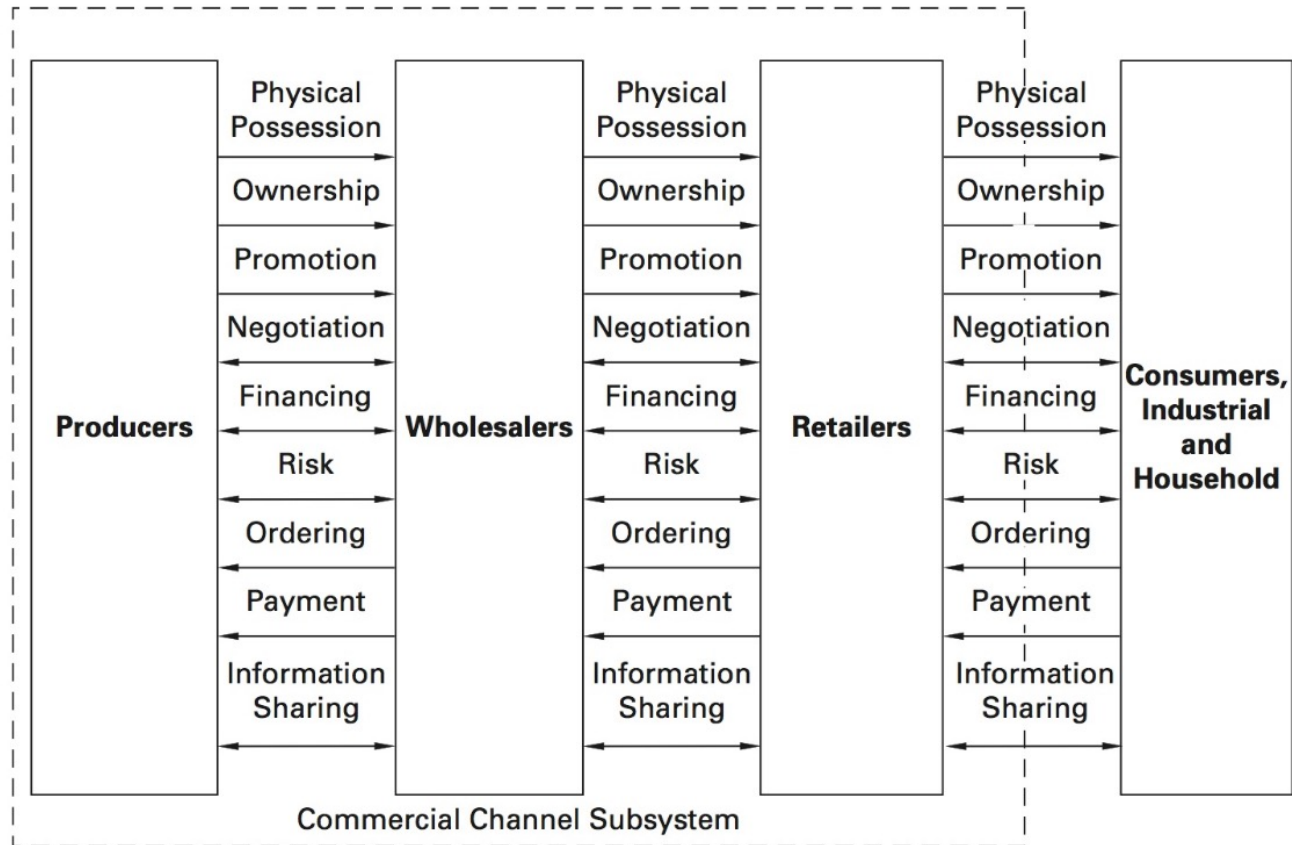 Physical Physical Physical
Possession Possession Possession
Ownership Ownership Ownership
Promotion Promotion Promotion
Negotiation Negotiation Negotiation
Consumers,
Financing Financing Financing Industrial
Producers Wholesalers Retailers and
Risk Risk Risk Household
Ordering Ordering Ordering
Payment Payment Payment
Information Information Information
Sharing Sharing Sharing
Commercial Channel Subsystem